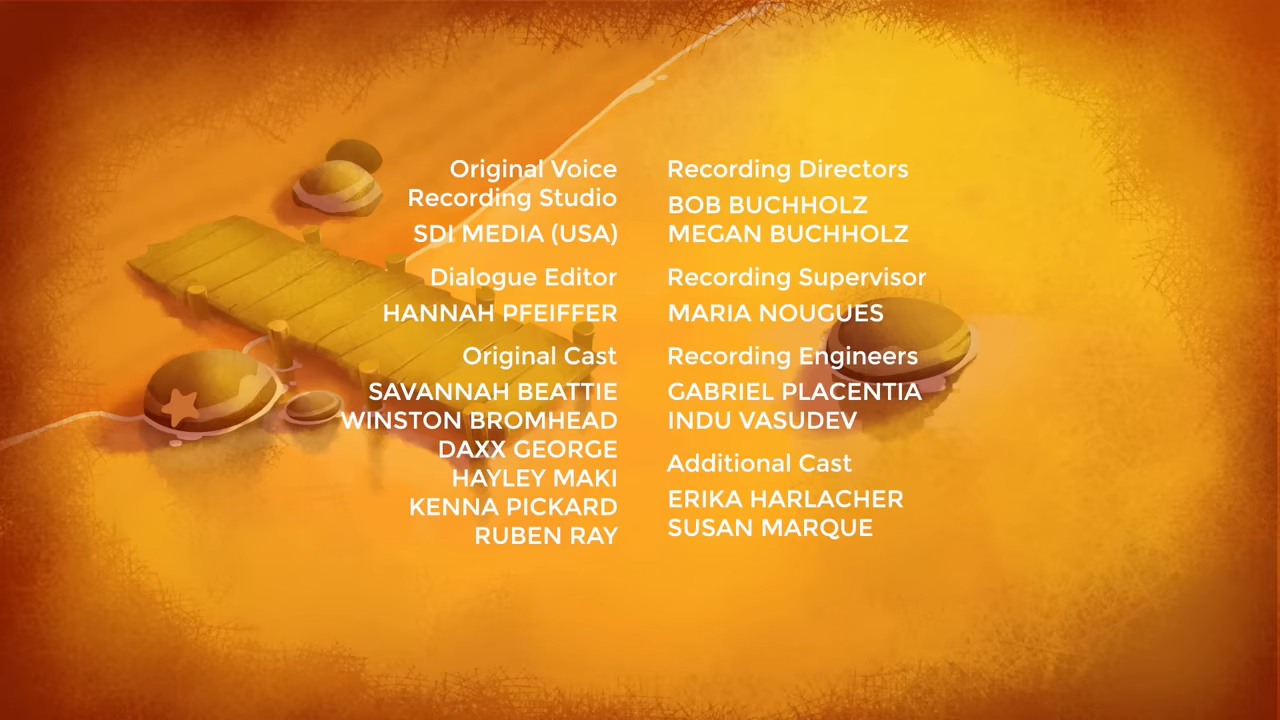 Original Voice
Recording Studio
SDI MEDIA (USA)
Dialogue Editor
HANNAH PFEIFFER
Original Cast
SAVANNAH BEATTIE
WINSTON BROMHEAD
DAXX GEORGE
HAYLEY MAKI
KENNA PICKARD
RUBEN RAY
Recording Directors
BOB BUCHHOLZ
MEGAN BUCHHOLZ
Recording Supervisor
MARIA NOUGUES
Recording Engineers
GABRIEL PLACENTIA
INDU VASUDEV
Additional Cast
ERIKA HARLACHER
SUSAN MARQUE